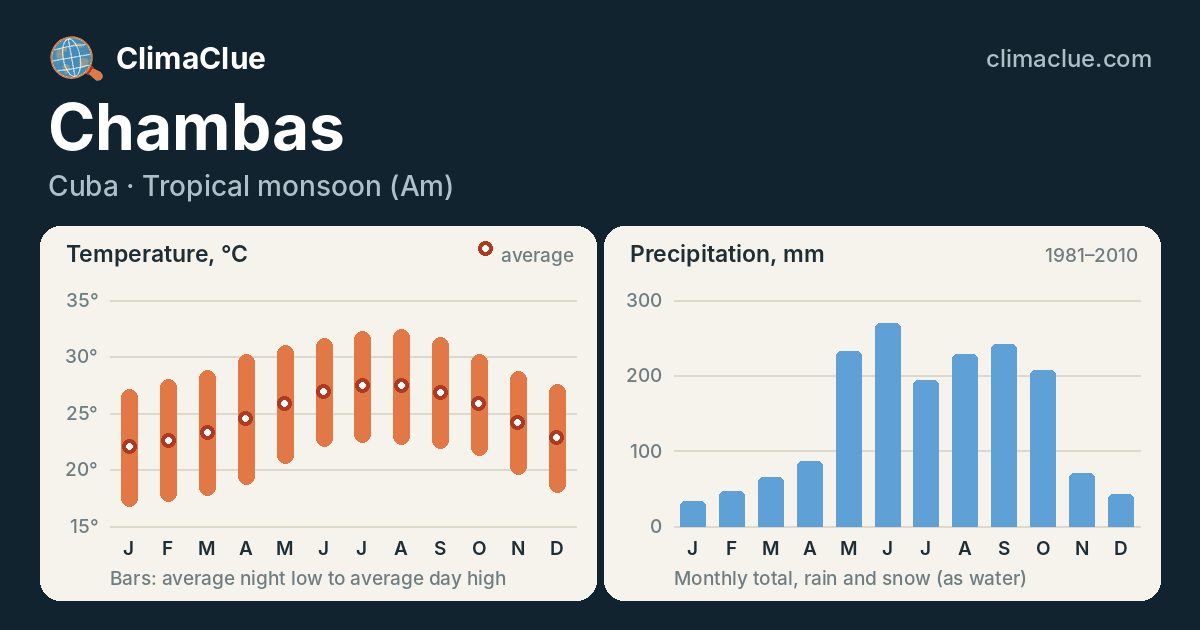 ClimaClue
climaclue.com
Chambas
Cuba · Tropical monsoon (Am)
Temperature, °C
average
35°
30°
25°
20°
15°
J F M A M J J A S O N D
Bars: average night low to average day high
Precipitation, mm
1981–2010
300
200
100
0
J F M A M J J A S O N D
Monthly total, rain and snow (as water)